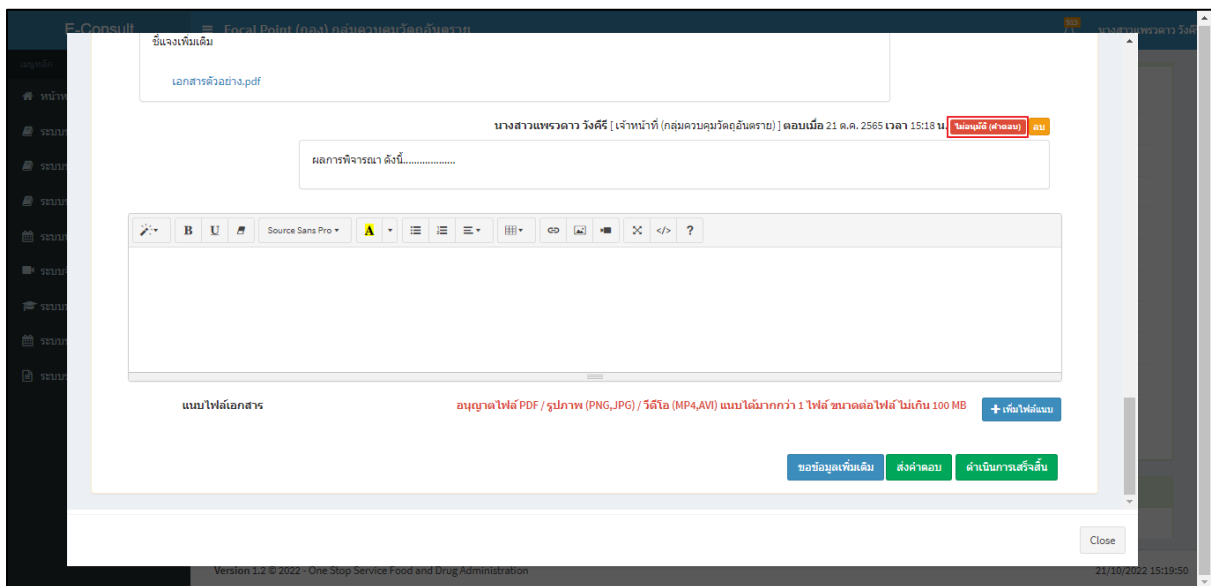 E-Consult
Focal Point (กอง) กลุ่มควบคุมวัตถุอันตราย
513
ชี้แจงเพิ่มเติม
เมนูหลัก
เอกสารตัวอย่าง.pdf
นางสาวแพรวดาว วังคีรี [ เจ้าหน้าที่ (กลุ่มควบคุมวัตถุอันตราย) ] ตอบเมื่อ 21 ต.ค. 2565 เวลา 15:18 น. ไม่อนุมัติ (คำตอบ) ลบ
ผลการพิจารณา ดังนี้...................
B U Source Sans Pro A </> ?
แนบไฟล์เอกสาร
อนุญาตไฟล์ PDF / รูปภาพ (PNG,JPG) / วีดีโอ (MP4,AVI) แนบได้มากกว่า 1 ไฟล์ ขนาดต่อไฟล์ ไม่เกิน 100 MB
เพิ่มไฟล์แนบ
ขอข้อมูลเพิ่มเติม ส่งคำตอบ ดำเนินการเสร็จสิ้น
Close
Version 1.2 © 2022 - One Stop Service Food and Drug Administration
21/10/2022 15:19:50